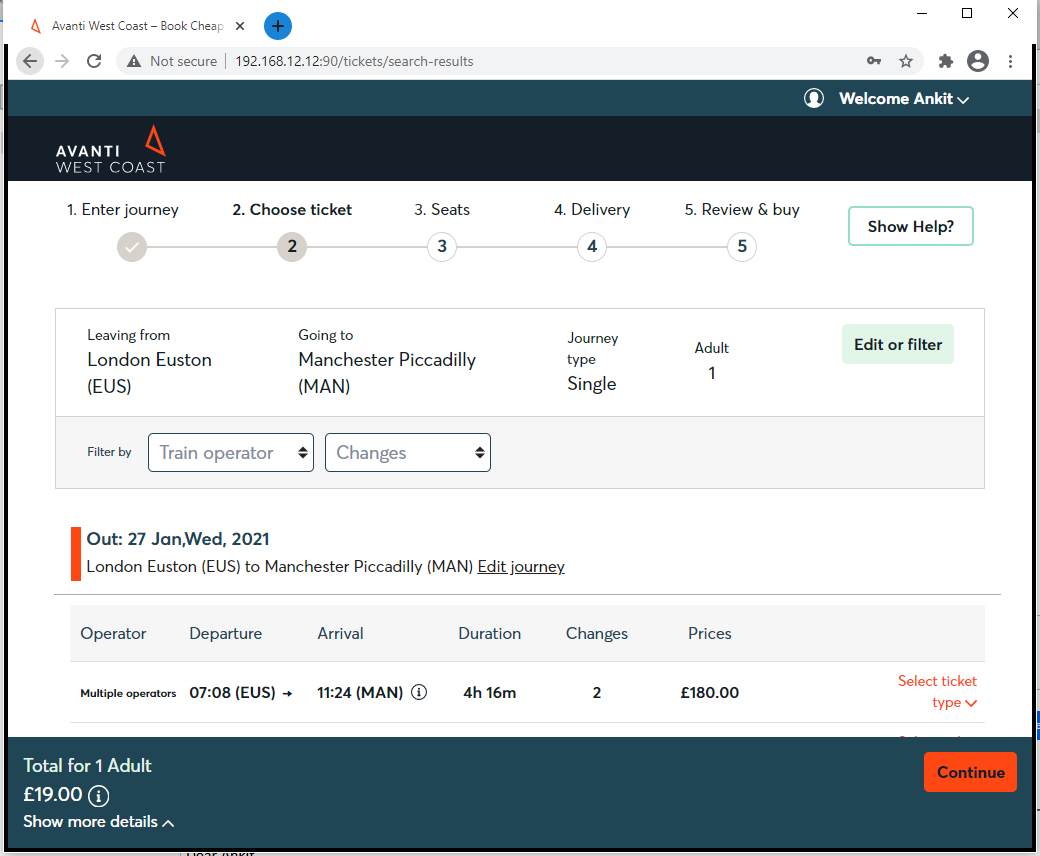 Avanti West Coast – Book Cheap
Not secure | 192.168.12.12:90/tickets/search-results
Welcome Ankit
AVANTI
WEST COAST
1. Enter journey
2. Choose ticket
3. Seats
4. Delivery
5. Review & buy
Show Help?
2
3
4
5
Leaving from
London Euston
(EUS)
Going to
Manchester Piccadilly
(MAN)
Journey
type
Single
Adult
1
Edit or filter
Filter by
Train operator
Changes
Out: 27 Jan,Wed, 2021
London Euston (EUS) to Manchester Piccadilly (MAN) Edit journey
Operator Departure Arrival Duration Changes Prices
Multiple operators 07:08 (EUS) → 11:24 (MAN) 4h 16m 2 £180.00
Select ticket
type
Total for 1 Adult
£19.00
Show more details
Continue